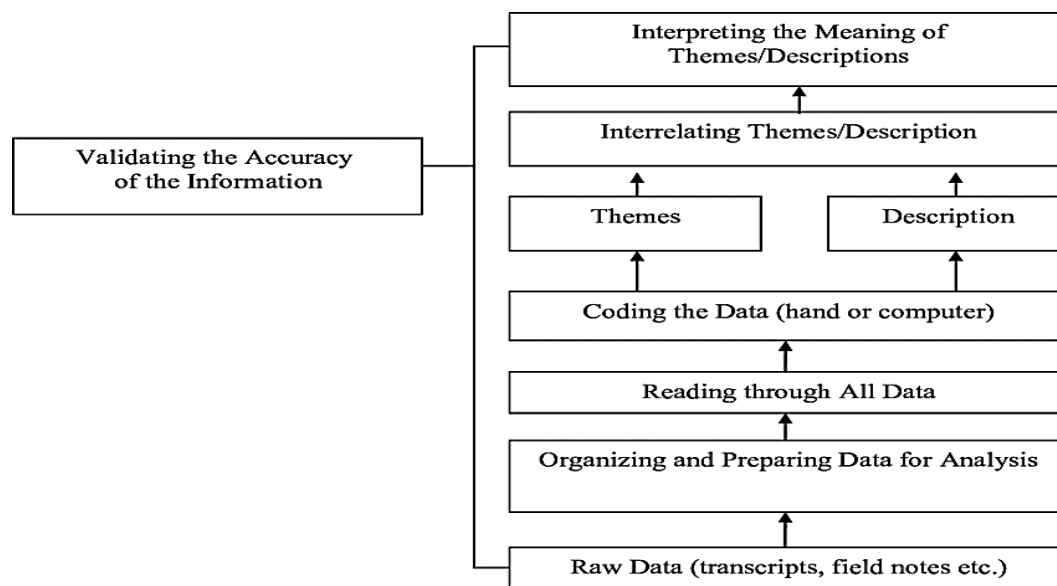 Interpreting the Meaning of
Themes/Descriptions
Interrelating Themes/Description
Validating the Accuracy
of the Information
Themes
Description
Coding the Data (hand or computer)
Reading through All Data
Organizing and Preparing Data for Analysis
Raw Data (transcripts, field notes etc.)